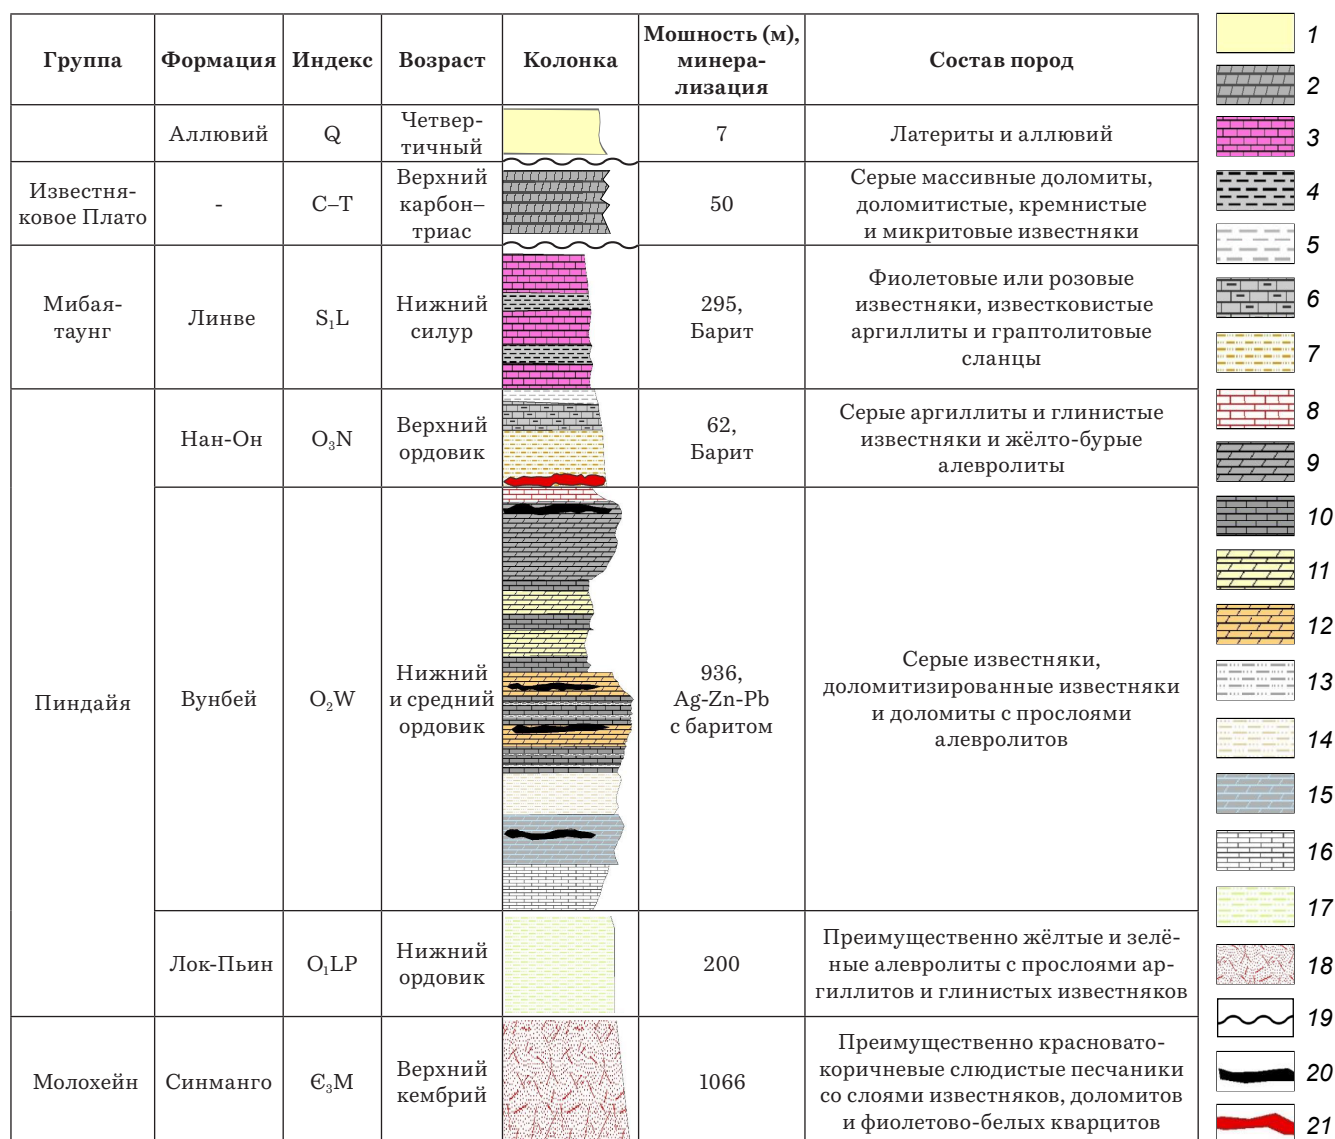 Группа
Формация
Индекс
Возраст
Колонка
Мошность (м),
минера-
лизация
Состав пород
Аллювий
Q
Четвер-
тичный
7
Латериты и аллювий
Известня-
ковое Плато
-
C–T
Верхний
карбон–
триас
50
Серые массивные доломиты,
доломитистые, кремнистые
и микритовые известняки
Мибая-
таунг
Линве
S₁L
Нижний
силур
295,
Барит
Фиолетовые или розовые
известняки, известковистые
аргиллиты и граптолитовые
сланцы
Пиндайя
Нан-Он
O₃N
Верхний
ордовик
62,
Барит
Серые аргиллиты и глинистые
известняки и жёлто-бурые
алевролиты
Вунбей
O₂W
Нижний
и средний
ордовик
936,
Ag-Zn-Pb
с баритом
Серые известняки,
доломитизированные известняки
и доломиты с прослоями
алевролитов
Лок-Пьин
O₁LP
Нижний
ордовик
200
Преимущественно жёлтые и зелё-
ные алевролиты с прослоями ар-
гиллитов и глинистых известняков
Молохейн
Синманго
Є₃M
Верхний
кембрий
1066
Преимущественно красновато-
коричневые слюдистые песчаники
со слоями известняков, доломитов
и фиолетово-белых кварцитов
1
2
3
4
5
6
7
8
9
10
11
12
13
14
15
16
17
18
19
20
21